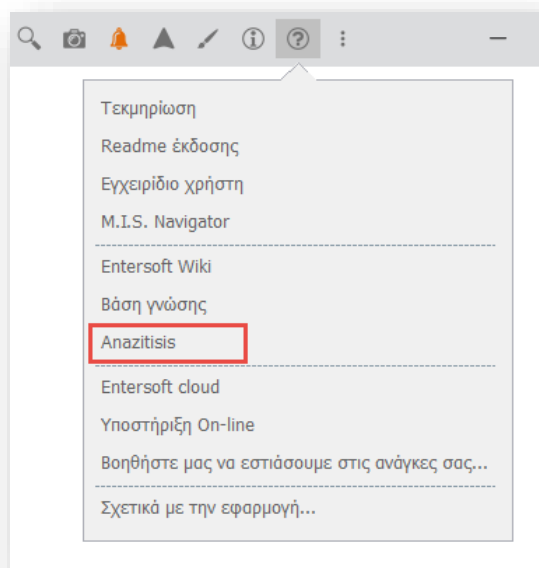 Τεκμηρίωση
Readme έκδοσης
Εγχειρίδιο χρήστη
M.I.S. Navigator
Entersoft Wiki
Βάση γνώσης
Anazitisis
Entersoft cloud
Υποστήριξη On-line
Βοηθήστε μας να εστιάσουμε στις ανάγκες σας...
Σχετικά με την εφαρμογή...